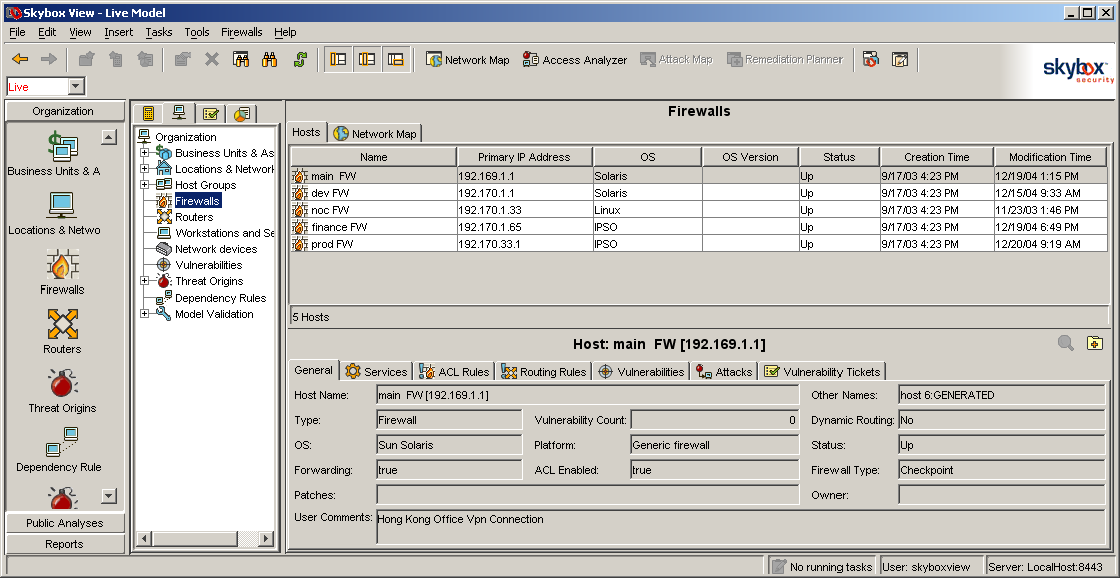 Skybox View - Live Model
File Edit View Insert Tasks Tools Firewalls Help
Network Map Access Analyzer Attack Map Remediation Planner
skybox™ security
Live
Organization
Business Units & A
Locations & Netwo
Firewalls
Routers
Threat Origins
Dependency Rule
Public Analyses
Reports
Organization
Business Units & As
Locations & Network
Host Groups
Firewalls
Routers
Workstations and Se
Network devices
Vulnerabilities
Threat Origins
Dependency Rules
Model Validation
Firewalls
Hosts Network Map
Name Primary IP Address OS OS Version Status Creation Time Modification Time
main FW 192.169.1.1 Solaris Up 9/17/03 4:23 PM 12/19/04 1:15 PM
dev FW 192.170.1.1 Solaris Up 9/17/03 4:23 PM 12/15/04 9:33 AM
noc FW 192.170.1.33 Linux Up 9/17/03 4:23 PM 11/23/03 1:46 PM
finance FW 192.170.1.65 IPSO Up 9/17/03 4:23 PM 12/19/04 6:49 PM
prod FW 192.170.33.1 IPSO Up 9/17/03 4:23 PM 12/20/04 9:19 AM
5 Hosts
Host: main FW [192.169.1.1]
General Services ACL Rules Routing Rules Vulnerabilities Attacks Vulnerability Tickets
Host Name: main FW [192.169.1.1] Other Names: host 6:GENERATED
Type: Firewall Vulnerability Count: 0 Dynamic Routing: No
OS: Sun Solaris Platform: Generic firewall Status: Up
Forwarding: true ACL Enabled: true Firewall Type: Checkpoint
Patches: Owner:
User Comments: Hong Kong Office Vpn Connection
No running tasks User: skyboxview Server: LocalHost:8443